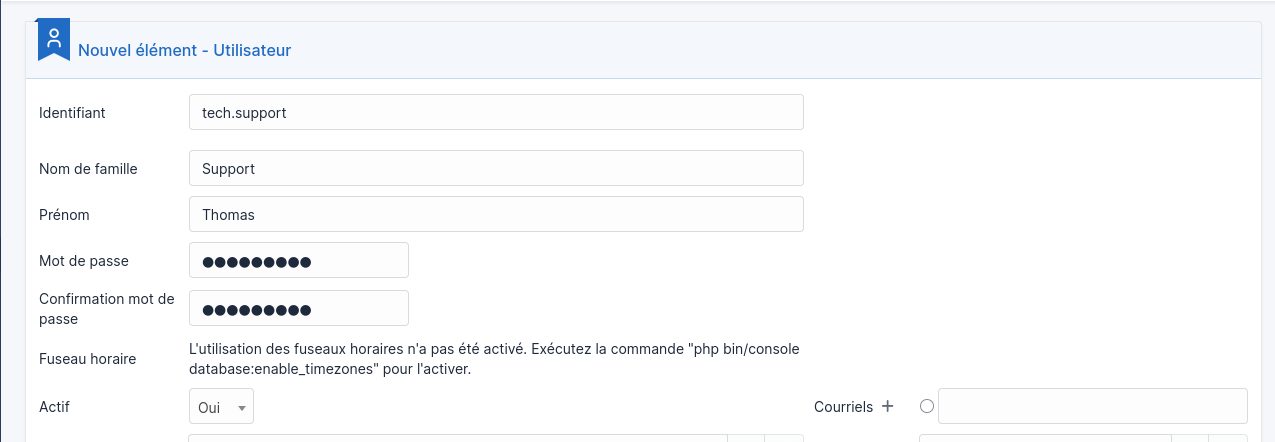 Nouvel élément - Utilisateur
Identifiant
tech.support
Nom de famille
Support
Prénom
Thomas
Mot de passe
●●●●●●●●●
Confirmation mot de
passe
●●●●●●●●●
Fuseau horaire
L'utilisation des fuseaux horaires n'a pas été activé. Exécutez la commande "php bin/console
database:enable_timezones" pour l'activer.
Actif
Oui
Courriels +